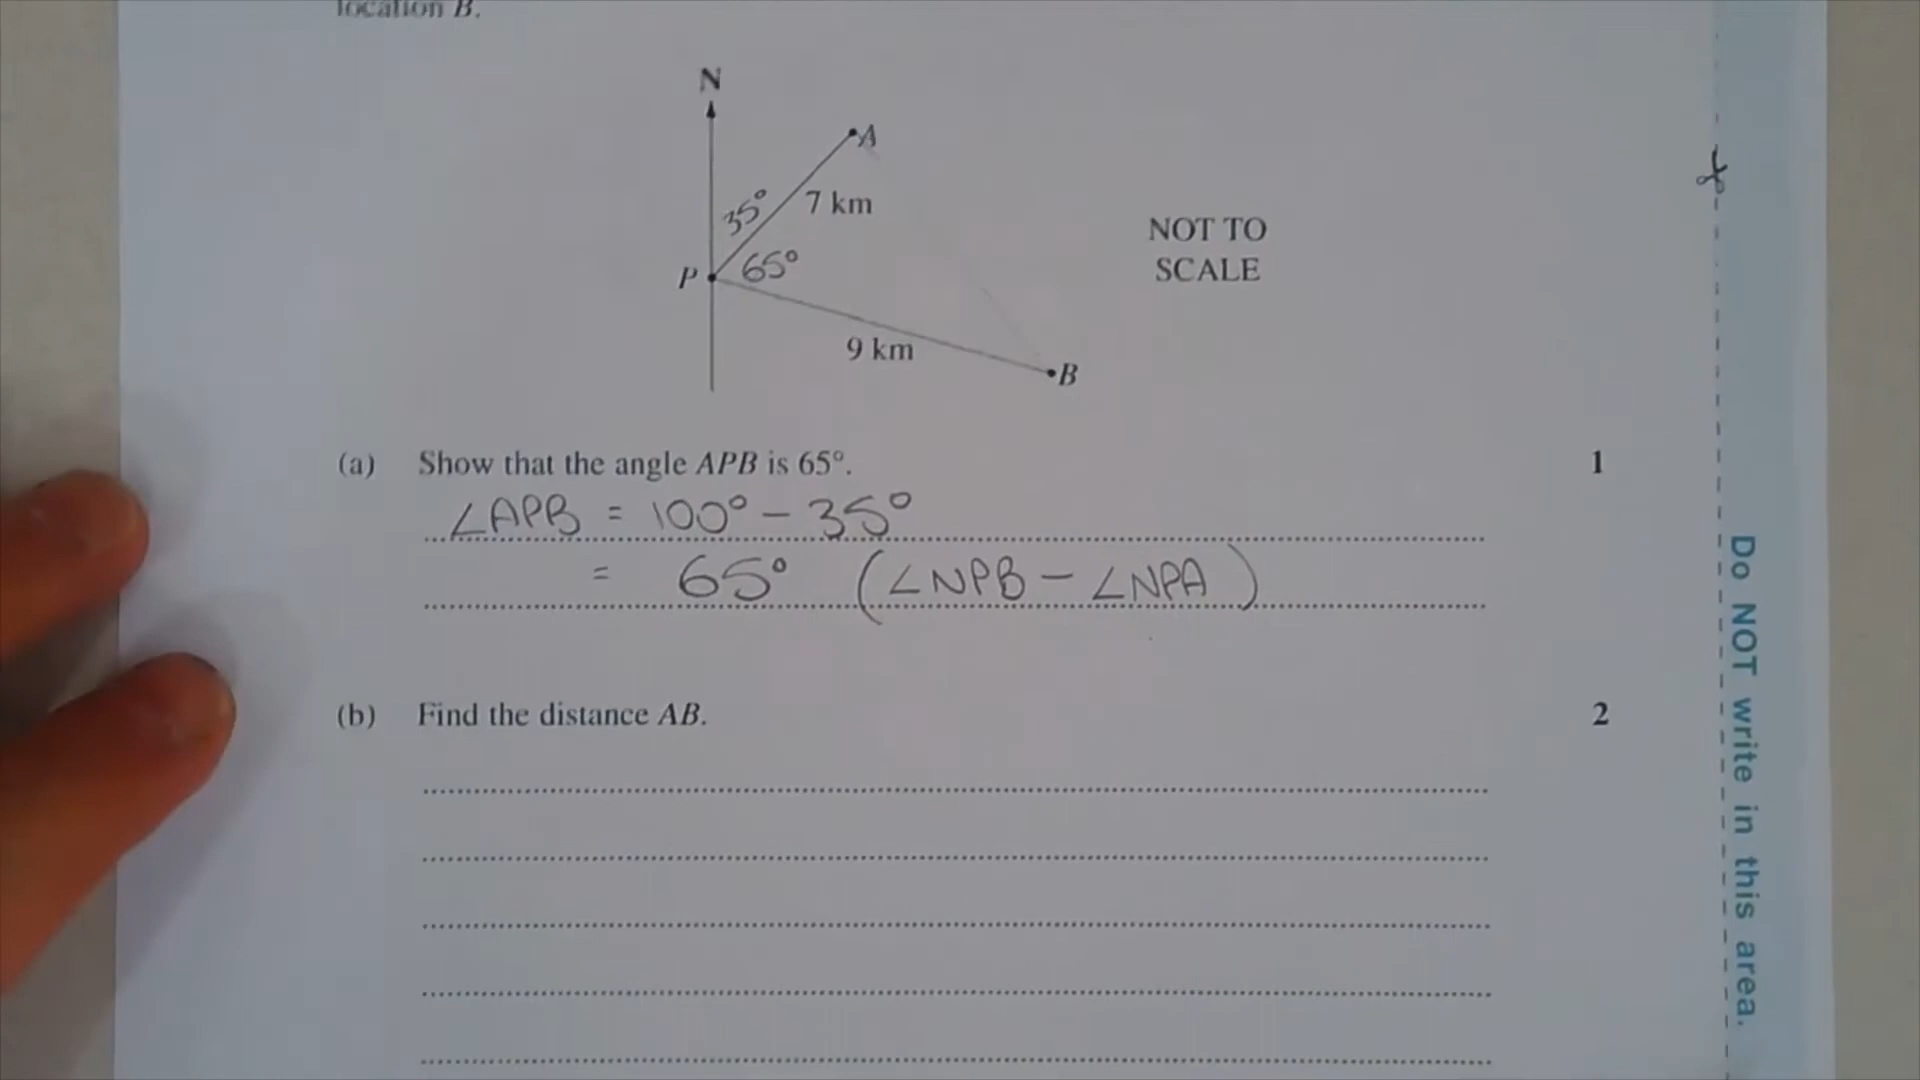 location B.
N
A
35°
7 km
NOT TO
SCALE
P
65°
9 km
B
(a) Show that the angle APB is 65°. 1
∠APB = 100° – 35°
= 65° (∠NPB – ∠NPA)
(b) Find the distance AB. 2
Do NOT write in this area.